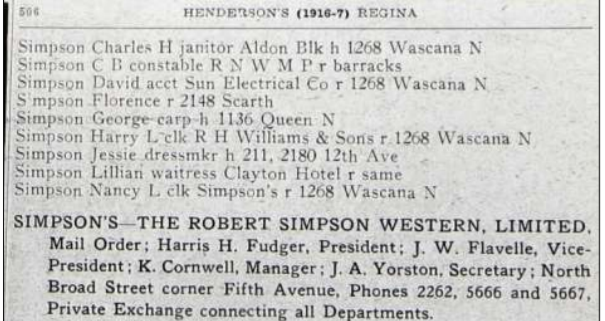 506 HENDERSON'S (1916-7) REGINA
Simpson Charles H janitor Aldon Blk h 1268 Wascana N
Simpson C B constable R N W M P r barracks
Simpson David acct Sun Electrical Co r 1268 Wascana N
S mpson Florence r 2148 Scarth
Simpson George carp h 1136 Queen N
Simpson Harry L clk R H Williams & Sons r 1268 Wascana N
Simpson Jessie dressmkr h 211, 2180 12th Ave
Simpson Lillian waitress Clayton Hotel r same
Simpson Nancy L clk Simpson's r 1268 Wascana N
SIMPSON'S—THE ROBERT SIMPSON WESTERN, LIMITED,
Mail Order; Harris H. Fudger, President; J. W. Flavelle, Vice-
President; K. Cornwell, Manager; J. A. Yorston, Secretary; North
Broad Street corner Fifth Avenue, Phones 2262, 5666 and 5667,
Private Exchange connecting all Departments.